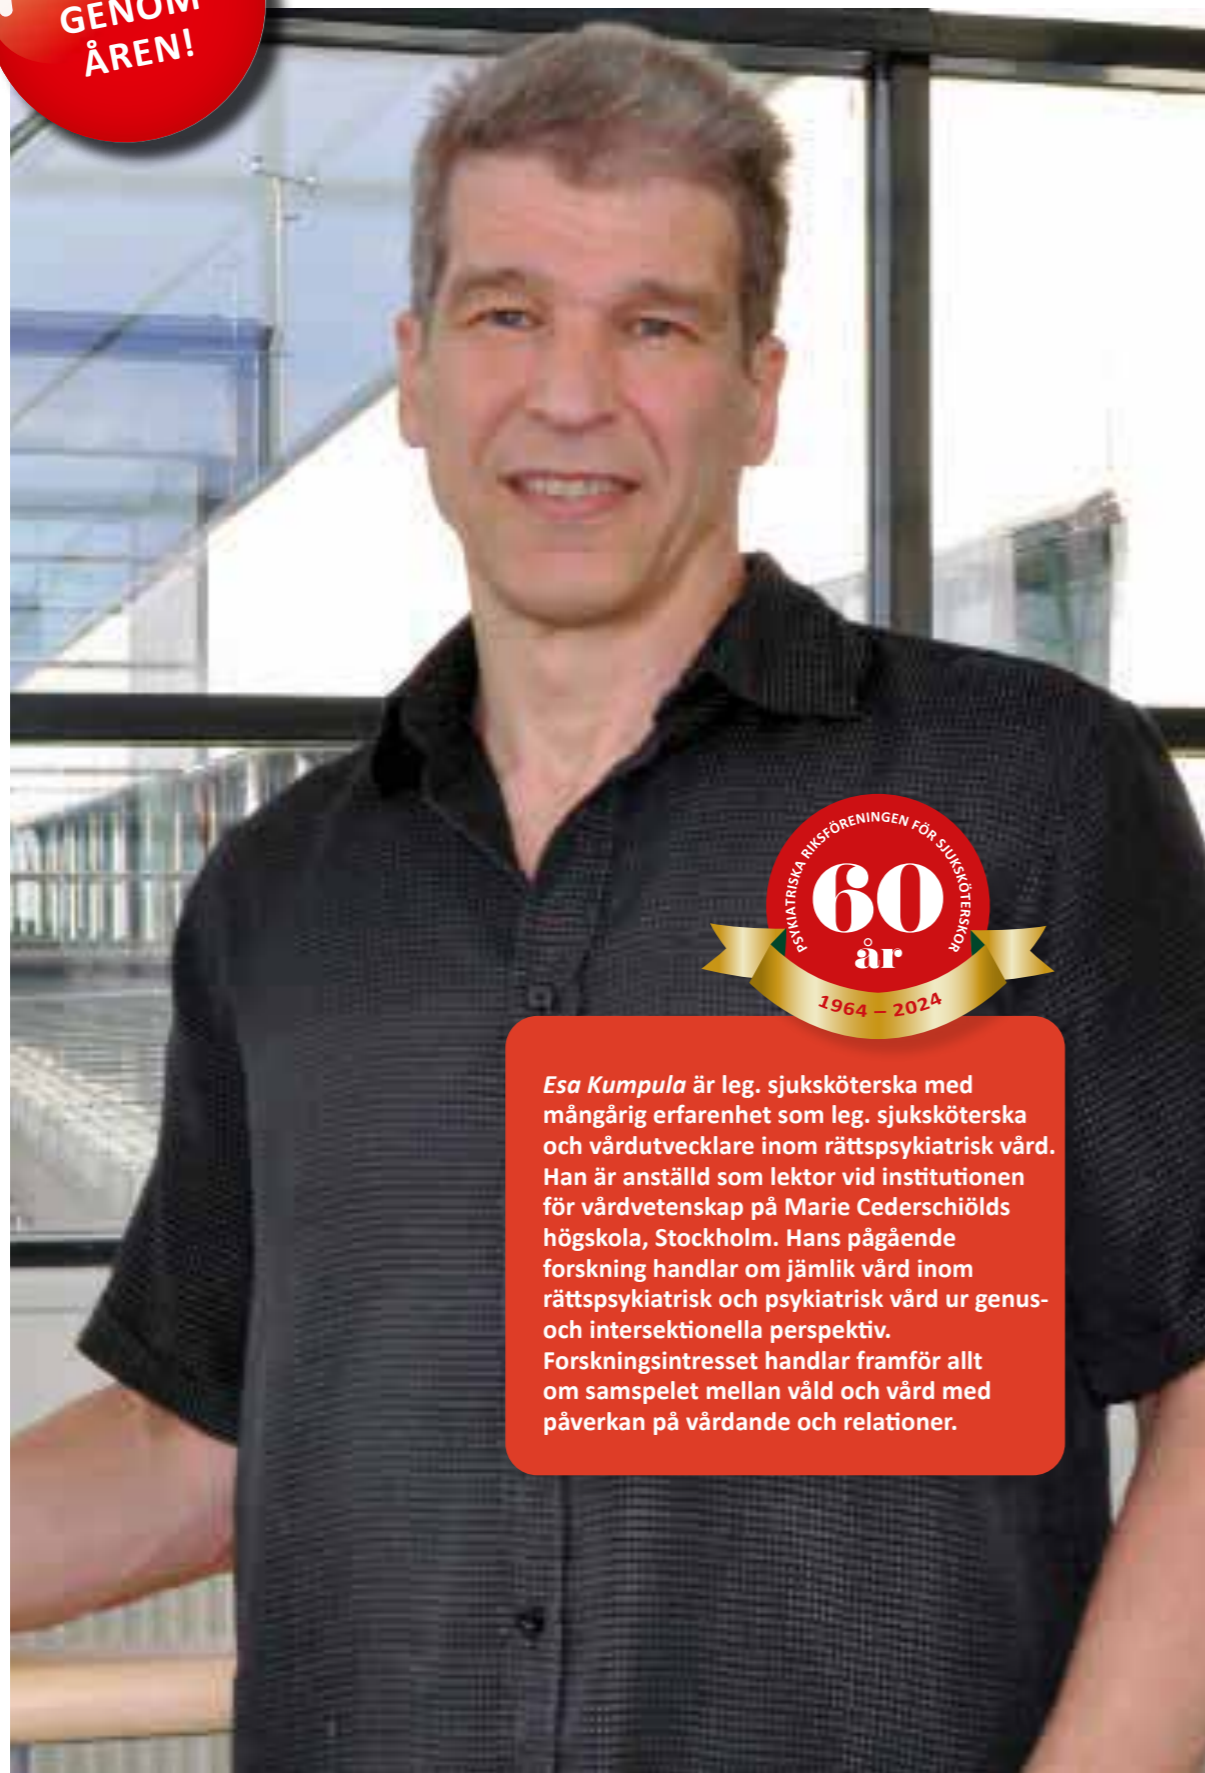 GENOM
ÅREN!
PSYKIATRISKA RIKSFÖRENINGEN FÖR SJUKSKÖTERSKOR
60
år
1964 – 2024
Esa Kumpula är leg. sjuksköterska med
mångårig erfarenhet som leg. sjuksköterska
och vårdutvecklare inom rättspsykiatrisk vård.
Han är anställd som lektor vid institutionen
för vårdvetenskap på Marie Cederschiölds
högskola, Stockholm. Hans pågående
forskning handlar om jämlik vård inom
rättspsykiatrisk och psykiatrisk vård ur genus-
och intersektionella perspektiv.
Forskningsintresset handlar framför allt
om samspelet mellan våld och vård med
påverkan på vårdande och relationer.